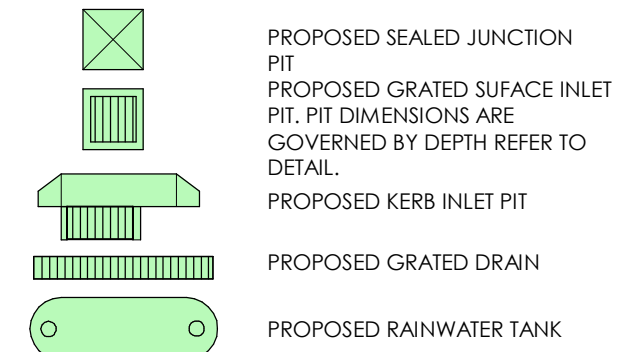 PROPOSED SEALED JUNCTION
PIT
PROPOSED GRATED SUFACE INLET
PIT. PIT DIMENSIONS ARE
GOVERNED BY DEPTH REFER TO
DETAIL.
PROPOSED KERB INLET PIT
PROPOSED GRATED DRAIN
PROPOSED RAINWATER TANK